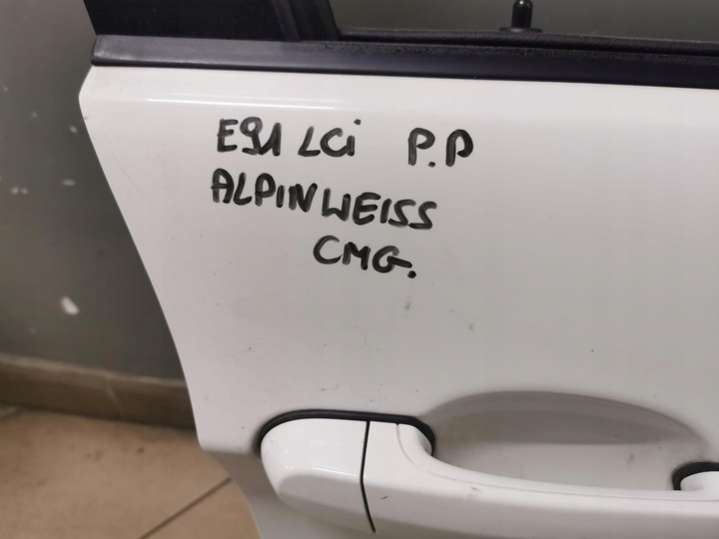 E91 LCi P.P
ALPINWEISS
CMG.